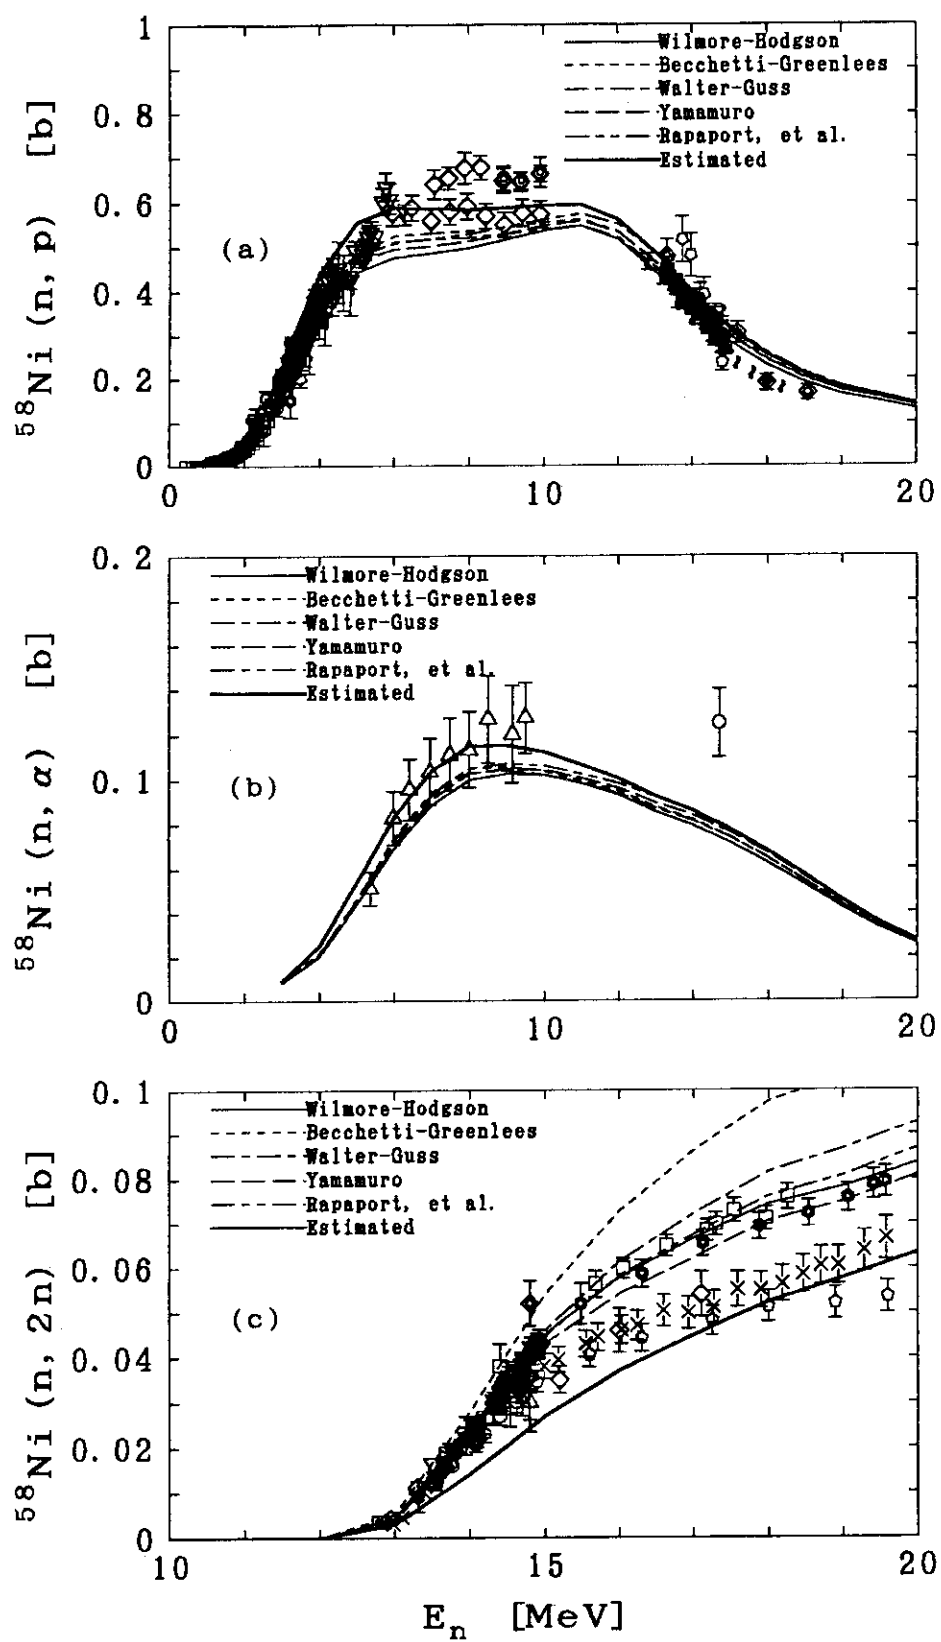 1
0.8
0.6
0.4
0.2
0
⁵⁸Ni (n, p) [b]
Wilmore-Hodgson
Becchetti-Greenlees
Walter-Guss
Yamamuro
Rapaport, et al.
Estimated
(a)
0 10 20
0.2
0.1
0
⁵⁸Ni (n, α) [b]
Wilmore-Hodgson
Becchetti-Greenlees
Walter-Guss
Yamamuro
Rapaport, et al.
Estimated
(b)
0 10 20
0.1
0.08
0.06
0.04
0.02
0
⁵⁸Ni (n, 2n) [b]
Wilmore-Hodgson
Becchetti-Greenlees
Walter-Guss
Yamamuro
Rapaport, et al.
Estimated
(c)
10 15 20
Eₙ [MeV]